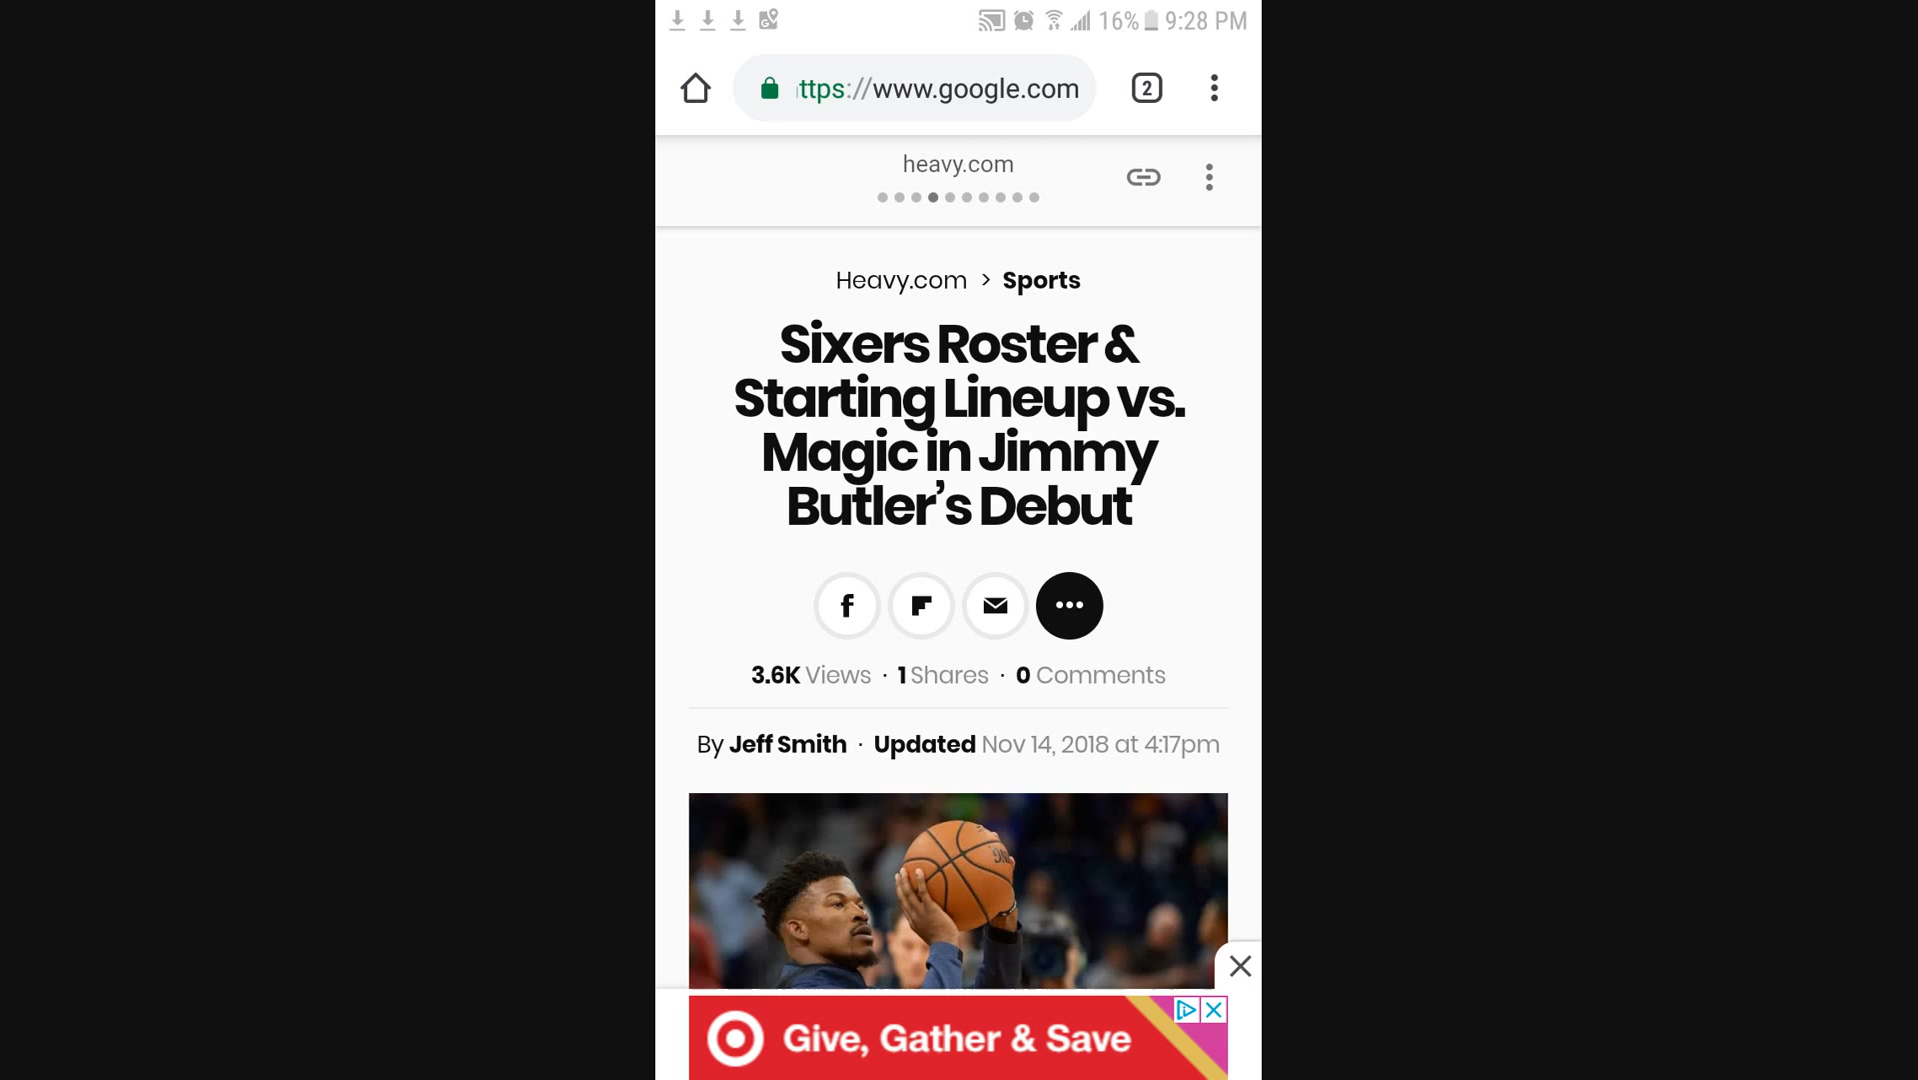 16% 9:28 PM
ttps://www.google.com 2
heavy.com
Heavy.com > Sports
Sixers Roster &
Starting Lineup vs.
Magic in Jimmy
Butler’s Debut
f
3.6K Views · 1 Shares · 0 Comments
By Jeff Smith · Updated Nov 14, 2018 at 4:17pm
Give, Gather & Save